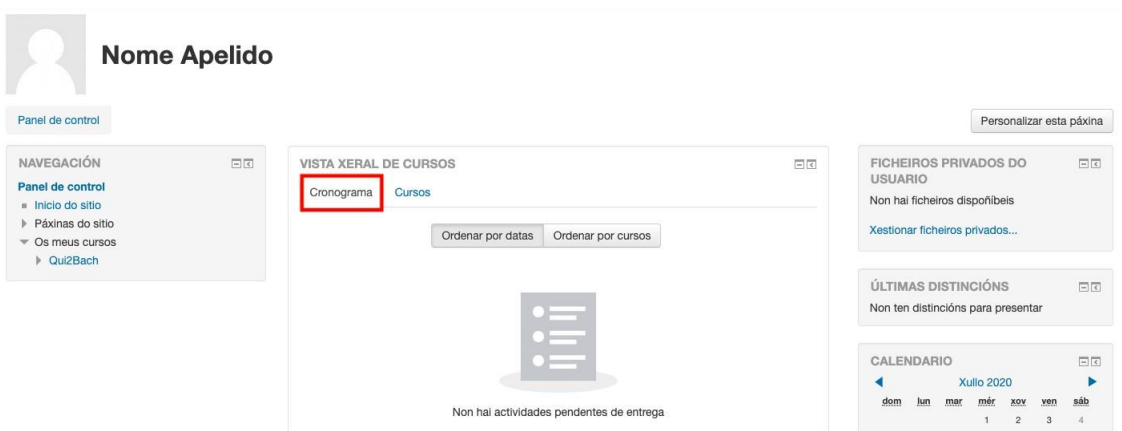 Nome Apelido
Panel de control
Personalizar esta páxina
NAVEGACIÓN
Panel de control
Inicio do sitio
Páxinas do sitio
Os meus cursos
Qui2Bach
VISTA XERAL DE CURSOS
Cronograma Cursos
Ordenar por datas Ordenar por cursos
Non hai actividades pendentes de entrega
FICHEIROS PRIVADOS DO
USUARIO
Non hai ficheiros dispoñíbeis
Xestionar ficheiros privados...
ÚLTIMAS DISTINCIÓNS
Non ten distincións para presentar
CALENDARIO
Xullo 2020
dom lun mar mér xov ven sáb
1 2 3 4